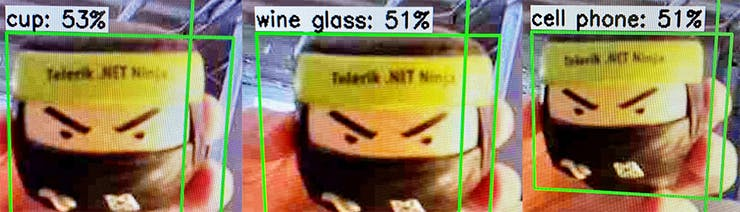 cup: 53%
wine glass: 51%
cell phone: 51%
Telerik .NET Ninja
Telerik .NET Ninja
Telerik .NET Ninja